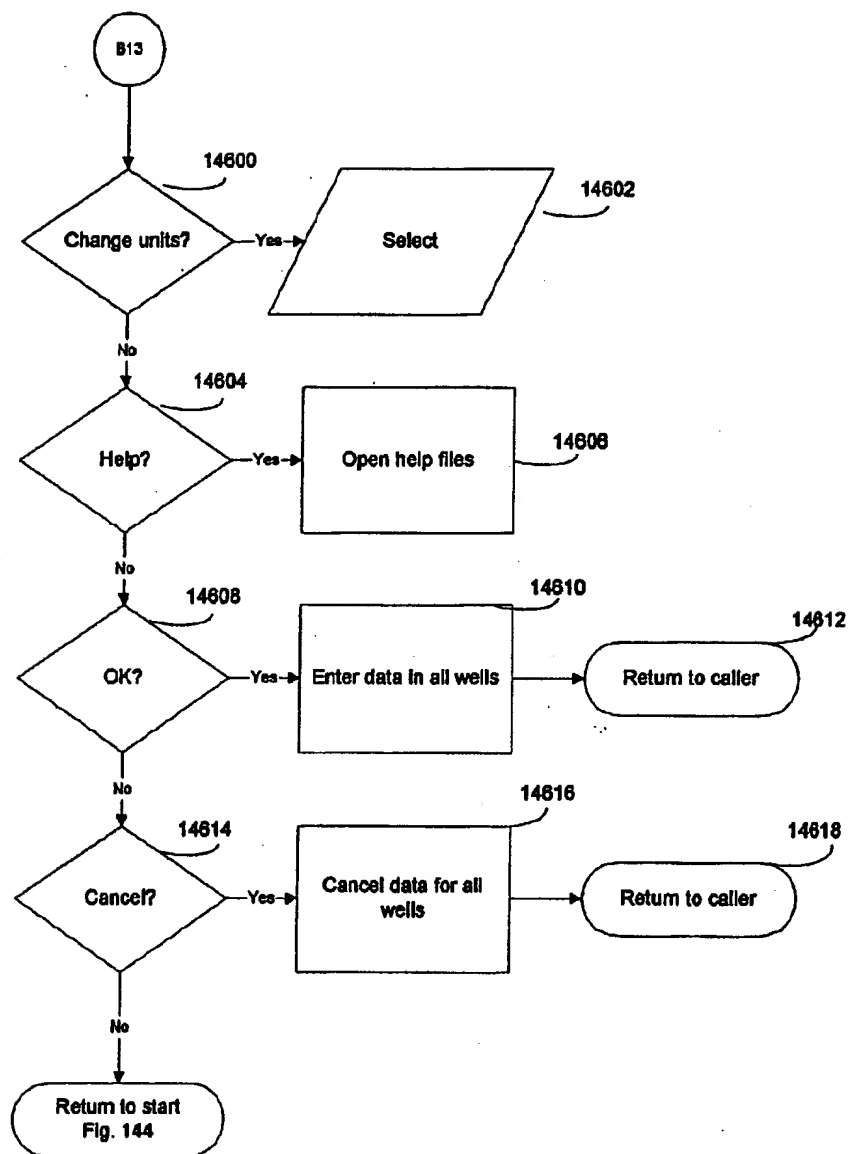 B13
14600
Change units?
Yes
Select
14602
No
14604
Help?
Yes
Open help files
14606
No
14608
OK?
Yes
14610
Enter data in all wells
14612
Return to caller
No
14614
Cancel?
Yes
14616
Cancel data for all
wells
14618
Return to caller
No
Return to start
Fig. 144